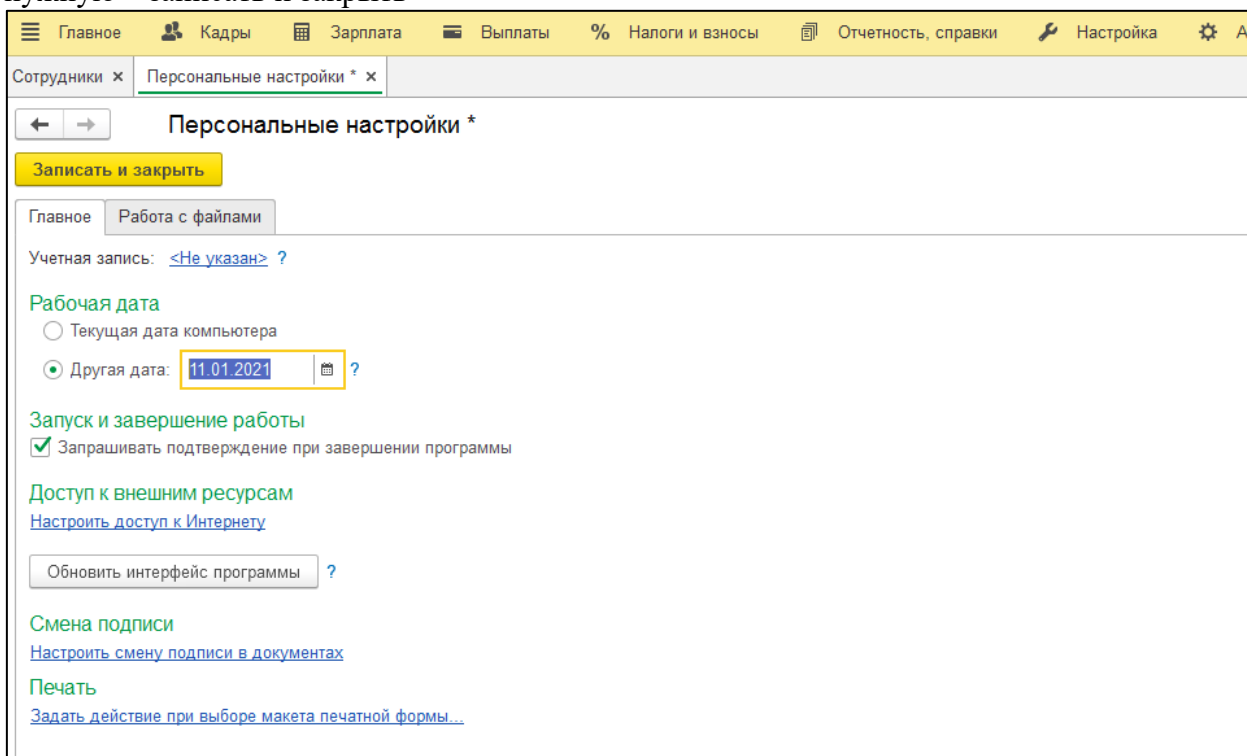 нужную – записать и закрыть
Главное Кадры Зарплата Выплаты % Налоги и взносы Отчетность, справки Настройка А
Сотрудники × Персональные настройки * ×
Персональные настройки *
Записать и закрыть
Главное Работа с файлами
Учетная запись: <Не указан> ?
Рабочая дата
Текущая дата компьютера
Другая дата: 11.01.2021 ?
Запуск и завершение работы
Запрашивать подтверждение при завершении программы
Доступ к внешним ресурсам
Настроить доступ к Интернету
Обновить интерфейс программы ?
Смена подписи
Настроить смену подписи в документах
Печать
Задать действие при выборе макета печатной формы...